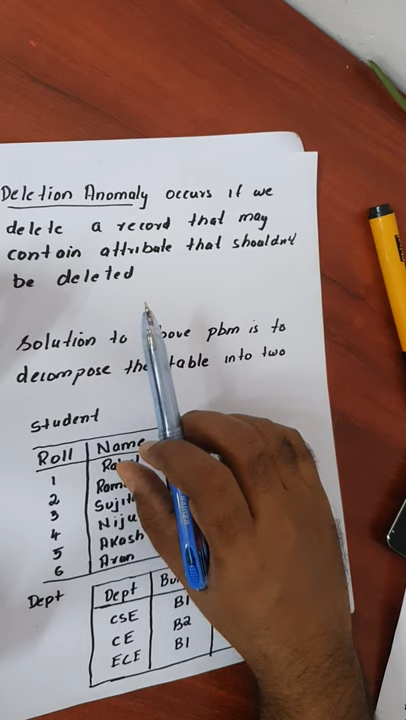 Deletion Anomaly occurs if we
delete a record that may
contain attribute that shouldn't
be deleted
Solution to above pbm is to
decompose the table into two
Student
Roll Name
1
2
3 Niju
4 Akash
5 Arun
6
Dept
Dept
CSE B1
CE B2
ECE B1